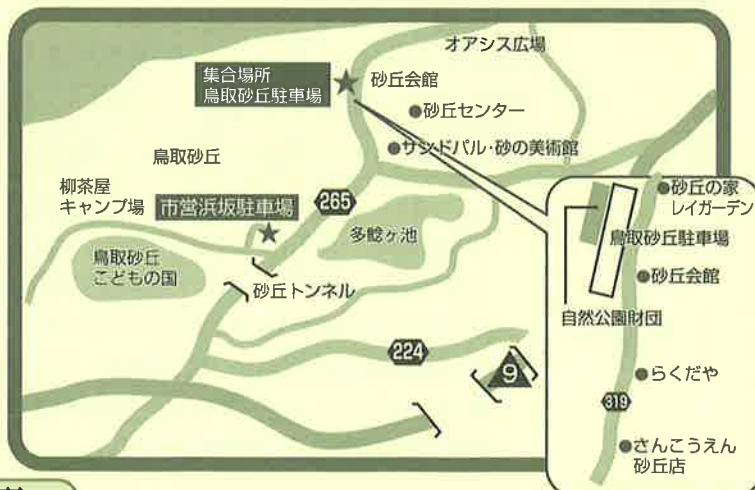 オアシス広場
集合場所
鳥取砂丘駐車場
砂丘会館
砂丘センター
サンドパル・砂の美術館
鳥取砂丘
柳茶屋
キャンプ場
市営浜坂駐車場
265
多鯰ヶ池
鳥取砂丘
こどもの国
砂丘トンネル
224
9
砂丘の家
レイガーデン
鳥取砂丘駐車場
砂丘会館
自然公園財団
らくだや
319
さんこうえん
砂丘店